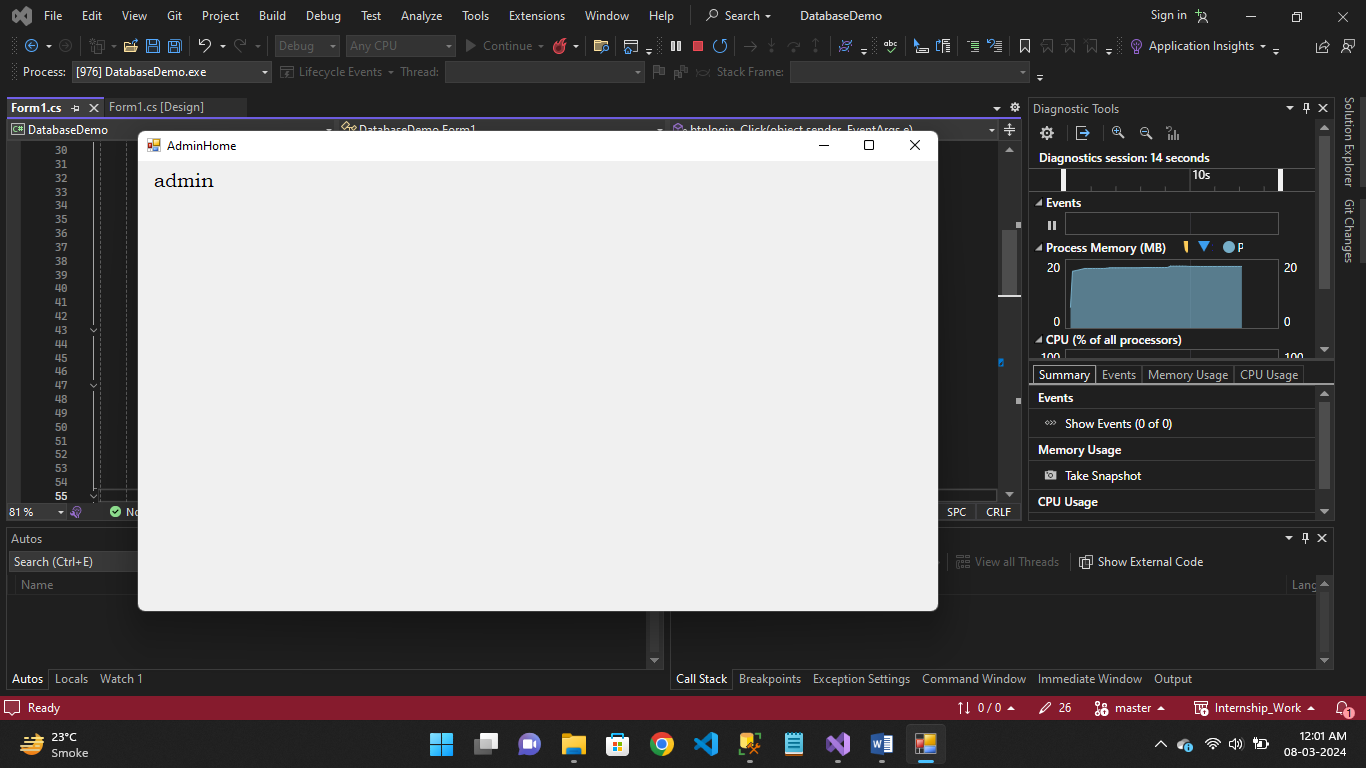 File Edit View Git Project Build Debug Test Analyze Tools Extensions Window Help Search DatabaseDemo Sign in
Debug Any CPU Continue Application Insights
Process: [976] DatabaseDemo.exe Lifecycle Events Thread: Stack Frame:
Form1.cs Form1.cs [Design]
DatabaseDemo DatabaseDemo.Form1 btnlogin_Click(object sender, EventArgs e)
AdminHome
admin
30
31
32
33
34
35
36
37
38
39
40
41
42
43
44
45
46
47
48
49
50
51
52
53
54
55
81 % SPC CRLF
Diagnostic Tools
Diagnostics session: 14 seconds
10s
Events
Process Memory (MB) P
20 20
0 0
CPU (% of all processors)
100 100
Summary Events Memory Usage CPU Usage
Events
Show Events (0 of 0)
Memory Usage
Take Snapshot
CPU Usage
Solution Explorer
Git Changes
Autos
Search (Ctrl+E)
Name
View all Threads Show External Code
Lang
Autos Locals Watch 1
Call Stack Breakpoints Exception Settings Command Window Immediate Window Output
Ready 0 / 0 26 master Internship_Work 1
23°C
Smoke
12:01 AM
08-03-2024